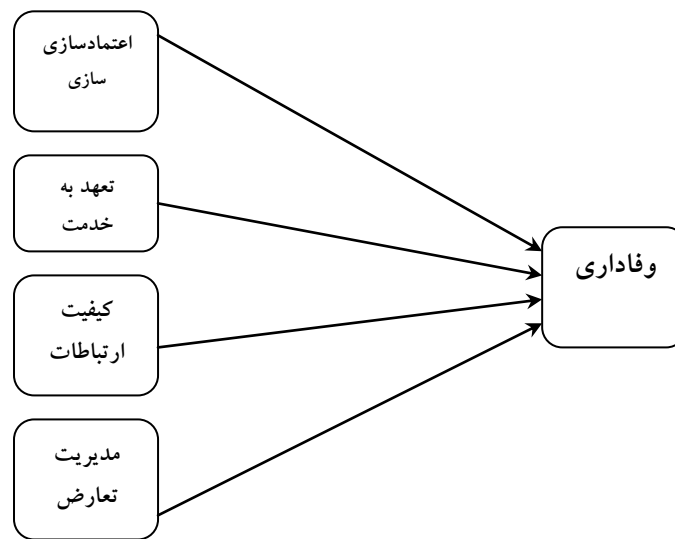 اعتمادسازی
سازی
تعهد به
خدمت
کیفیت
ارتباطات
مدیریت
تعارض
وفاداری